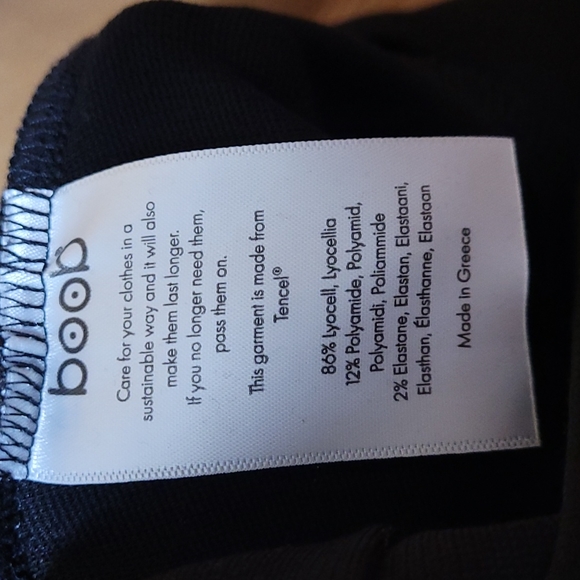 boob
Care for your clothes in a
sustainable way and it will also
make them last longer.
If you no longer need them,
pass them on.
This garment is made from
Tencel®
86% Lyocell, Lyocellia
12% Polyamide, Polyamid,
Polyamidi, Poliammide
2% Elastane, Elastan, Elastaani,
Elasthan, Élasthanne, Elastaan
Made in Greece